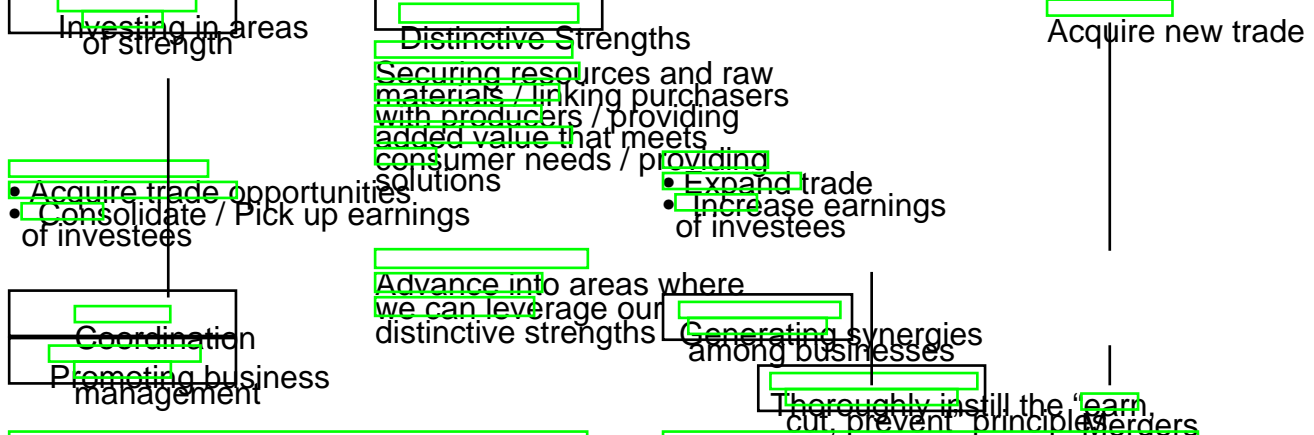 Investing in areas
of strength
Distinctive Strengths
Securing resources and raw
materials / linking purchasers
with producers / providing
added value that meets
consumer needs / providing
solutions
Acquire new trade
• Acquire trade opportunities
• Consolidate / Pick up earnings
of investees
• Expand trade
• Increase earnings
of investees
Advance into areas where
we can leverage our
distinctive strengths
Coordination
Promoting business
management
Generating synergies
among businesses
Thoroughly instill the “earn,
cut, prevent” principles
Merders